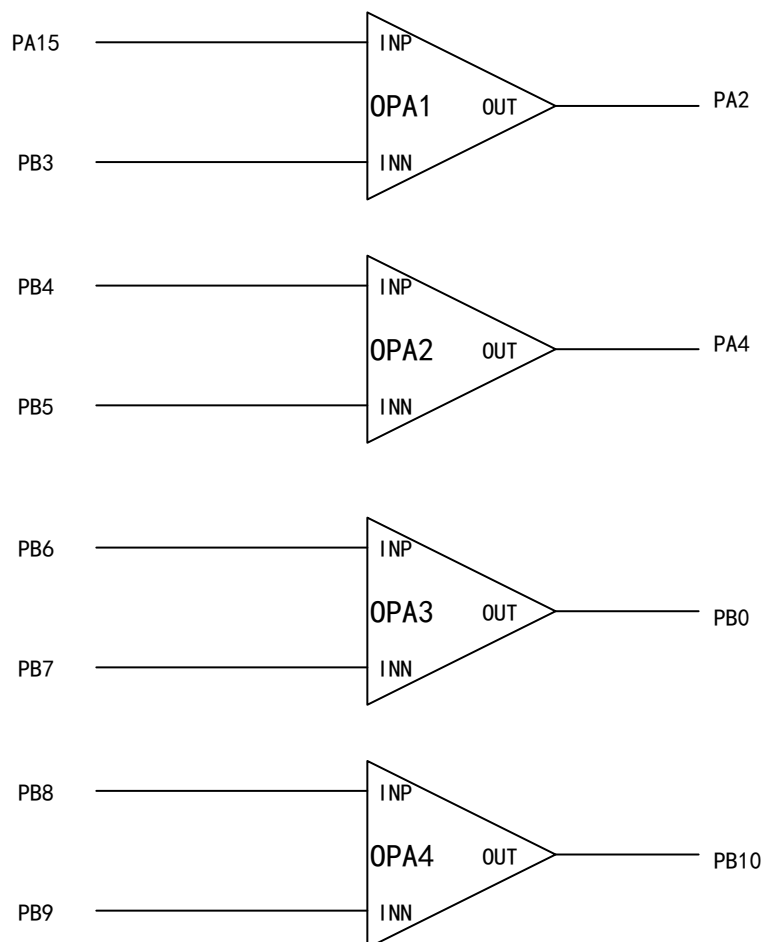 PA15
INP
OPA1
OUT
PA2
PB3
INN
PB4
INP
OPA2
OUT
PA4
PB5
INN
PB6
INP
OPA3
OUT
PB0
PB7
INN
PB8
INP
OPA4
OUT
PB10
PB9
INN